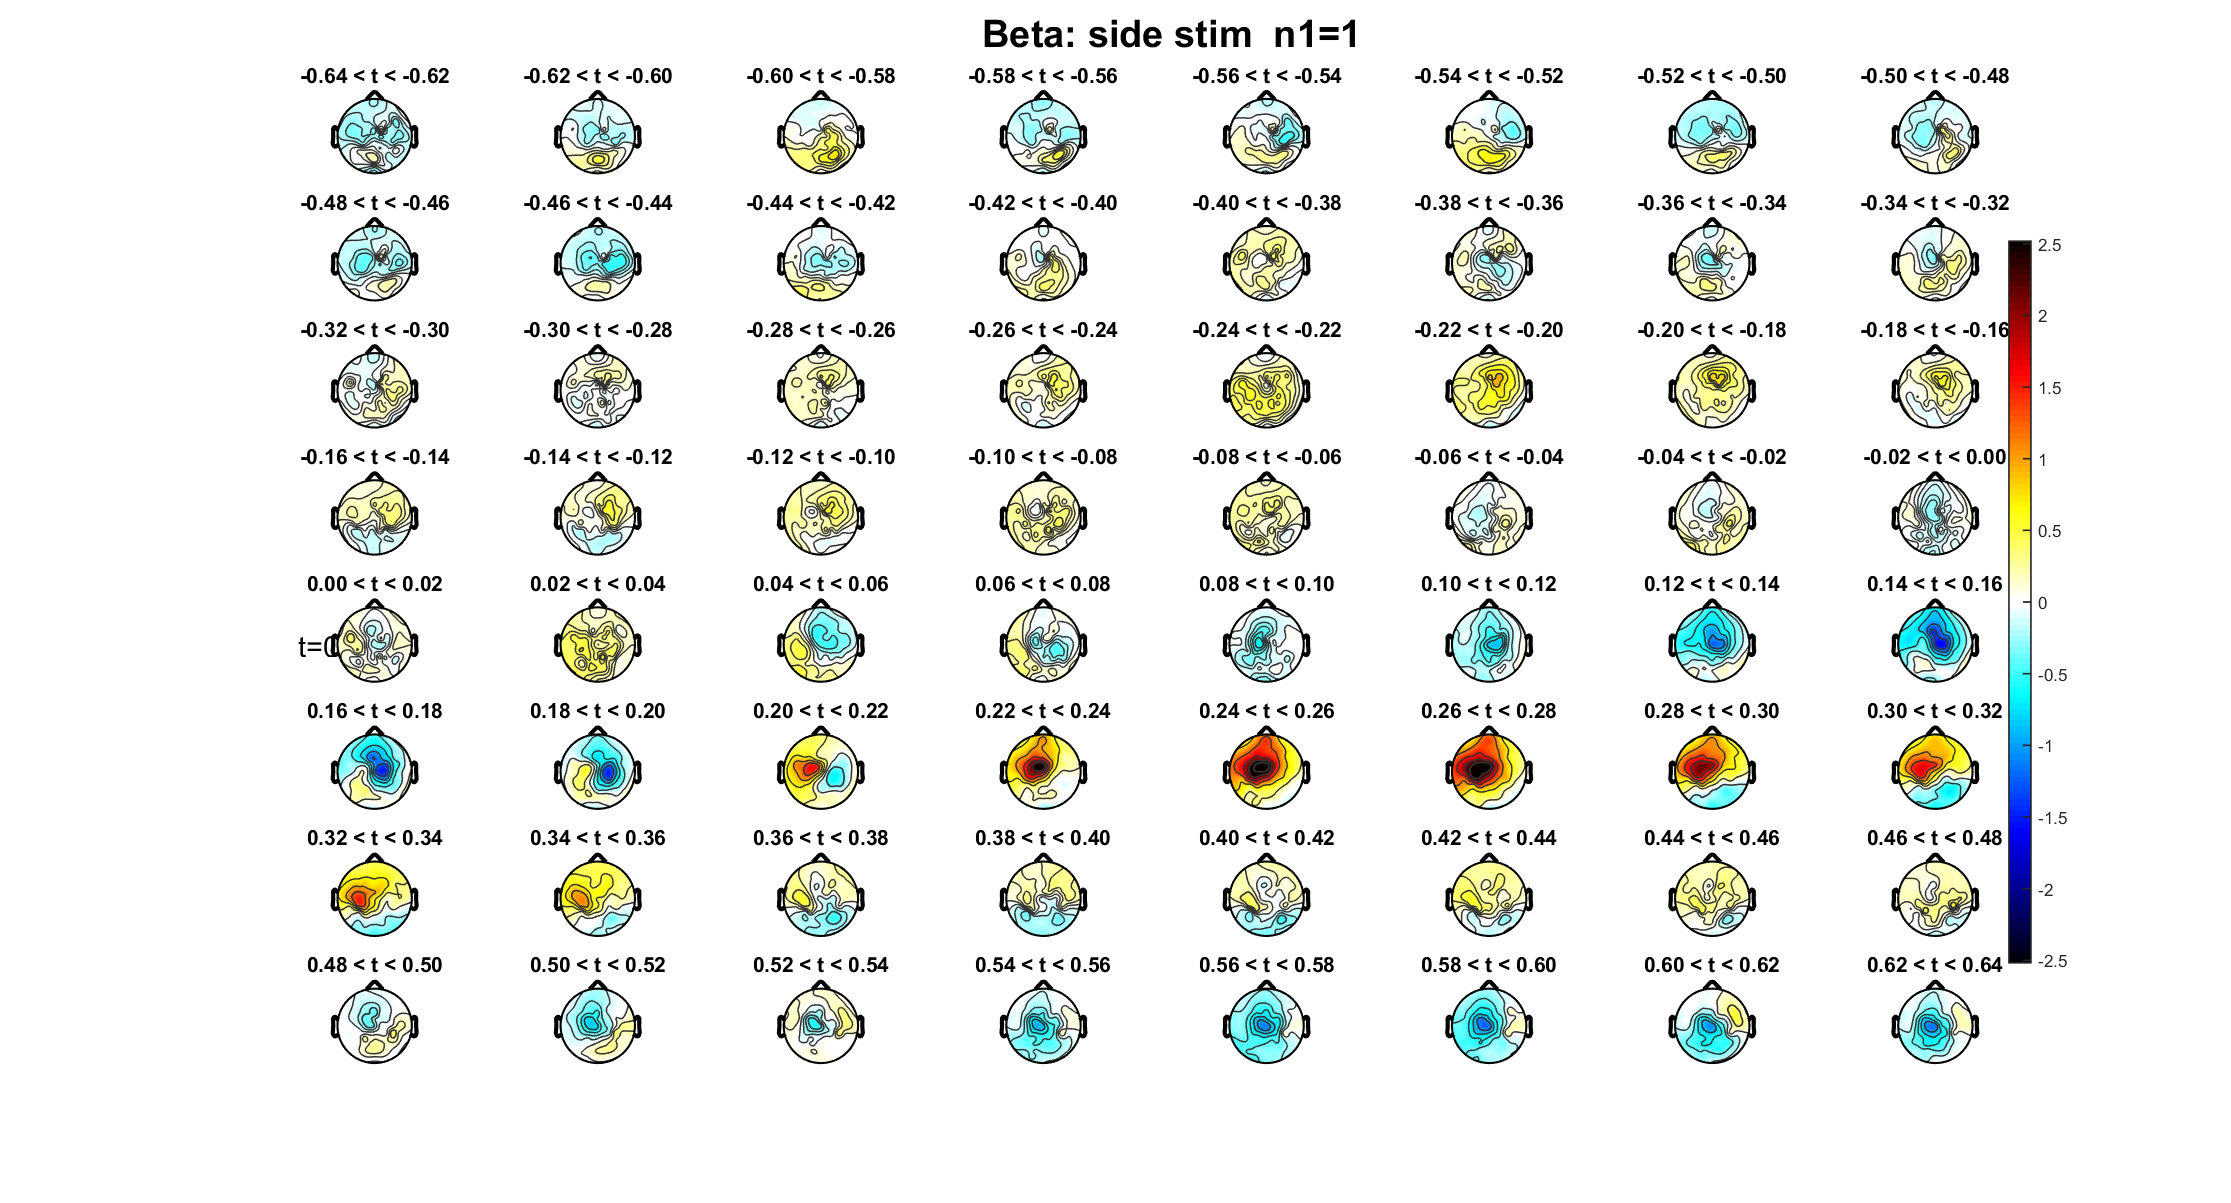 Beta: side stim  n1=1
-0.64 < t < -0.62 -0.62 < t < -0.60 -0.60 < t < -0.58 -0.58 < t < -0.56 -0.56 < t < -0.54 -0.54 < t < -0.52 -0.52 < t < -0.50 -0.50 < t < -0.48
-0.48 < t < -0.46 -0.46 < t < -0.44 -0.44 < t < -0.42 -0.42 < t < -0.40 -0.40 < t < -0.38 -0.38 < t < -0.36 -0.36 < t < -0.34 -0.34 < t < -0.32
-0.32 < t < -0.30 -0.30 < t < -0.28 -0.28 < t < -0.26 -0.26 < t < -0.24 -0.24 < t < -0.22 -0.22 < t < -0.20 -0.20 < t < -0.18 -0.18 < t < -0.16
-0.16 < t < -0.14 -0.14 < t < -0.12 -0.12 < t < -0.10 -0.10 < t < -0.08 -0.08 < t < -0.06 -0.06 < t < -0.04 -0.04 < t < -0.02 -0.02 < t < 0.00
0.00 < t < 0.02 0.02 < t < 0.04 0.04 < t < 0.06 0.06 < t < 0.08 0.08 < t < 0.10 0.10 < t < 0.12 0.12 < t < 0.14 0.14 < t < 0.16
t=0
0.16 < t < 0.18 0.18 < t < 0.20 0.20 < t < 0.22 0.22 < t < 0.24 0.24 < t < 0.26 0.26 < t < 0.28 0.28 < t < 0.30 0.30 < t < 0.32
0.32 < t < 0.34 0.34 < t < 0.36 0.36 < t < 0.38 0.38 < t < 0.40 0.40 < t < 0.42 0.42 < t < 0.44 0.44 < t < 0.46 0.46 < t < 0.48
0.48 < t < 0.50 0.50 < t < 0.52 0.52 < t < 0.54 0.54 < t < 0.56 0.56 < t < 0.58 0.58 < t < 0.60 0.60 < t < 0.62 0.62 < t < 0.64
2.5
2
1.5
1
0.5
0
-0.5
-1
-1.5
-2
-2.5